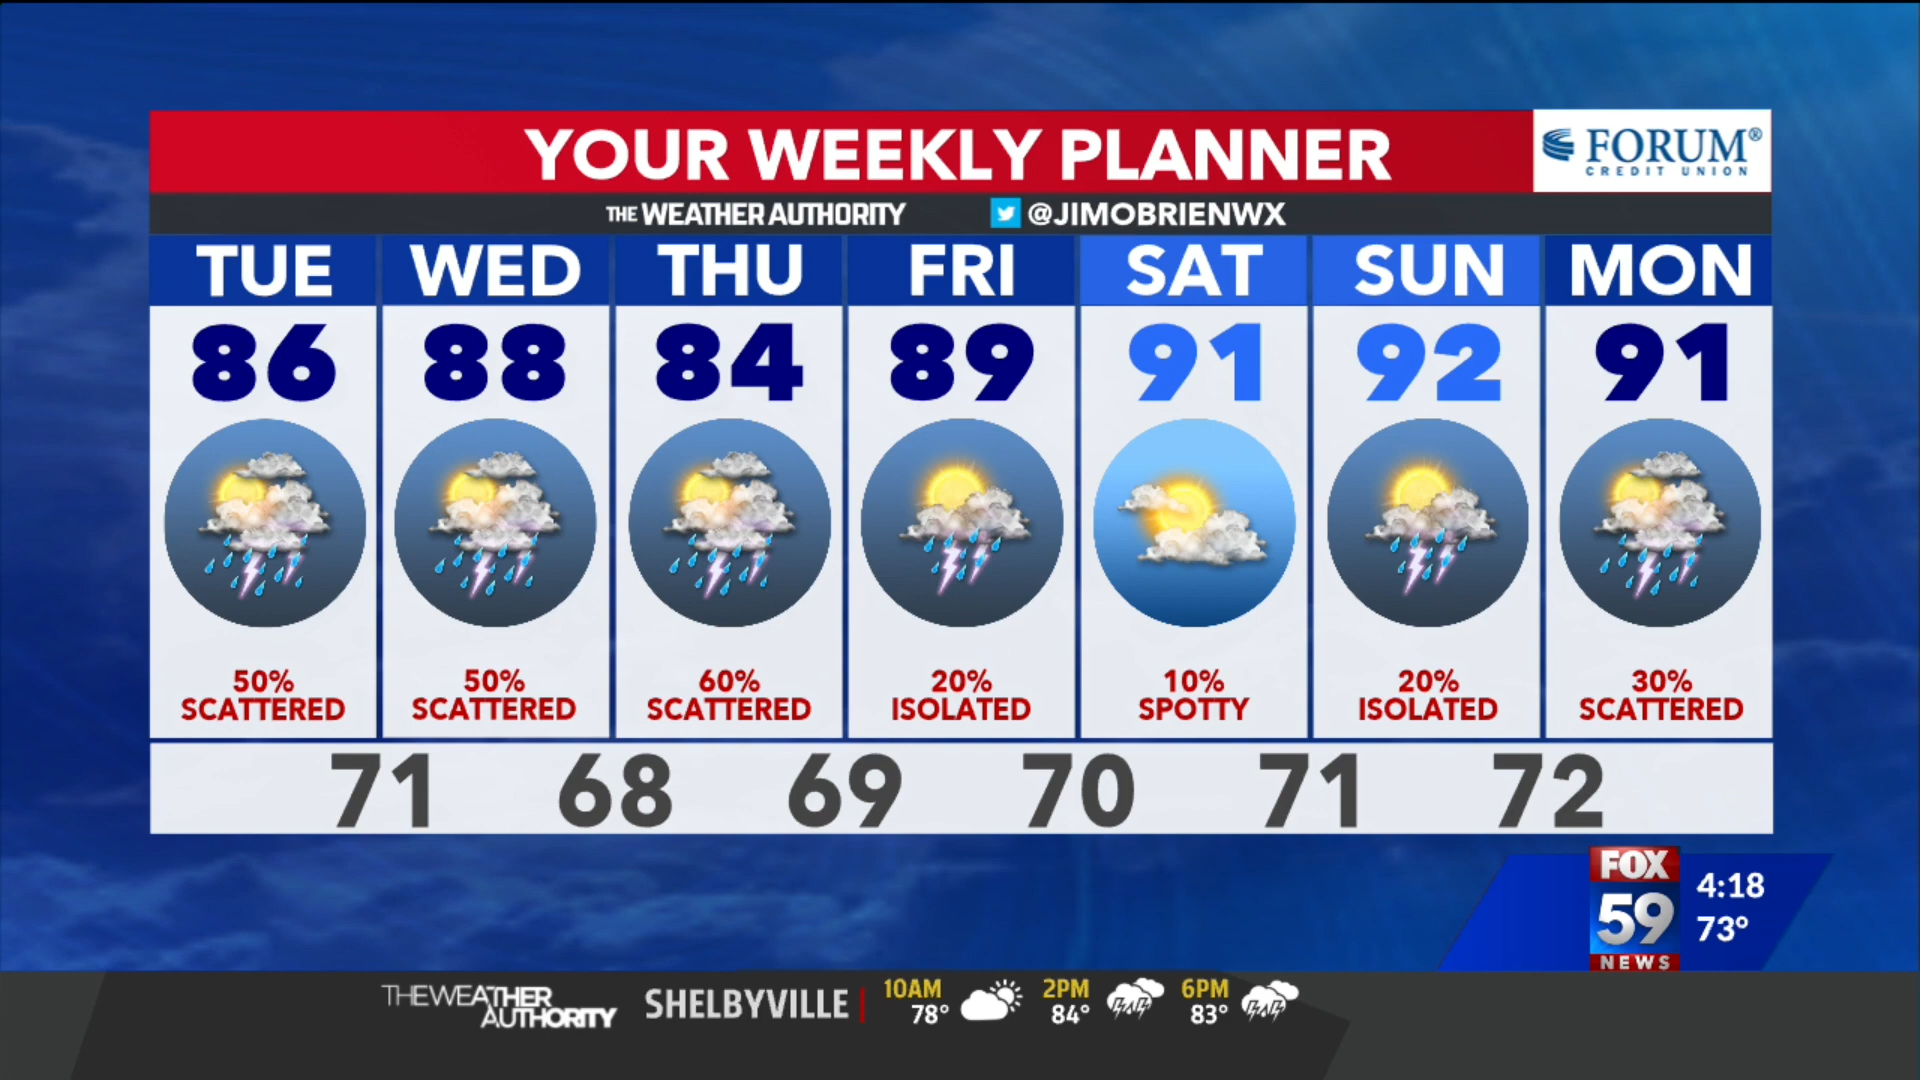 YOUR WEEKLY PLANNER
FORUM®
CREDIT UNION
THE WEATHER AUTHORITY @JIMOBRIENWX
TUE WED THU FRI SAT SUN MON
86 88 84 89 91 92 91
50% 50% 60% 20% 10% 20% 30%
SCATTERED SCATTERED SCATTERED ISOLATED SPOTTY ISOLATED SCATTERED
71 68 69 70 71 72
FOX
59
NEWS
4:18
73°
THE WEATHER
AUTHORITY
SHELBYVILLE
10AM 2PM 6PM
78° 84° 83°